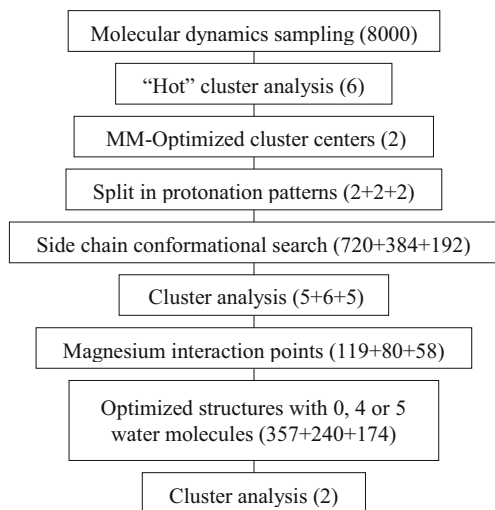 Molecular dynamics sampling (8000)
“Hot” cluster analysis (6)
MM-Optimized cluster centers (2)
Split in protonation patterns (2+2+2)
Side chain conformational search (720+384+192)
Cluster analysis (5+6+5)
Magnesium interaction points (119+80+58)
Optimized structures with 0, 4 or 5
water molecules (357+240+174)
Cluster analysis (2)